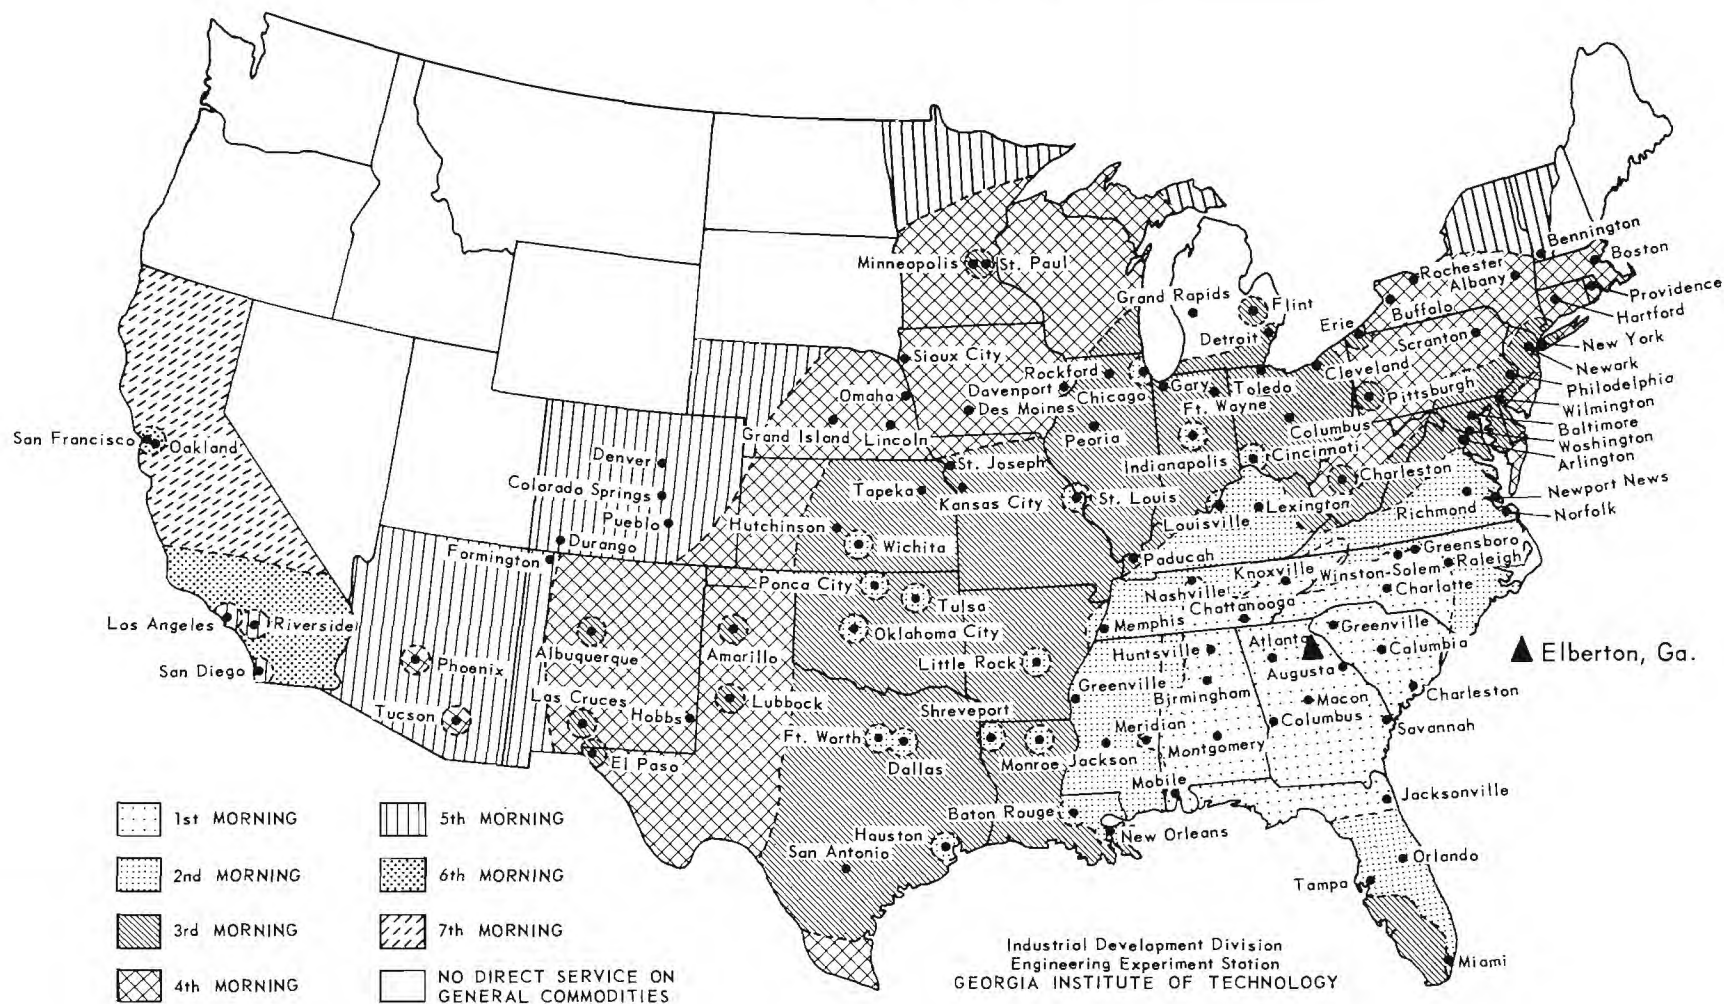 Bennington
Boston
Rochester
Albany
Providence
Hartford
Buffalo
New York
Newark
Philadelphia
Wilmington
Baltimore
Woshington
Arlington
Newport News
Norfolk
Minneapolis
St. Paul
Grand Rapids
Flint
Detroit
Erie
Scranton
Cleveland
Pittsburgh
Sioux City
Rockford
Davenport
Chicago
Gary
Toledo
Ft. Wayne
Omaha
Des Moines
Columbus
Grand Island
Lincoln
Peoria
Indianapolis
Cincinnati
Charleston
San Francisco
Oakland
Denver
Colorado Springs
Pueblo
Durango
St. Joseph
Tapeka
Kansas City
St. Louis
Louisville
Lexington
Richmond
Hutchinson
Wichita
Paducah
Greensboro
Winston-Salem
Raleigh
Formington
Ponca City
Tulsa
Nashville
Knoxville
Chattanooga
Charlatte
Los Angeles
Riverside
San Diego
Albuquerque
Amarillo
Oklahoma City
Memphis
Huntsville
Atlanta
Greenville
Calumbia
Elberton, Ga.
Phoenix
Tucson
Las Cruces
Hobbs
Lubbock
Little Rock
Greenville
Birmingham
Augusta
Macon
Charleston
Shreveport
Meridian
Columbus
Savannah
El Paso
Ft. Worth
Dallas
Monroe
Jackson
Montgomery
Mobile
Jacksonville
Baton Rouge
New Orleans
Hauston
San Antonio
Orlando
Tampa
Miami
1st MORNING
2nd MORNING
3rd MORNING
4th MORNING
5th MORNING
6th MORNING
7th MORNING
NO DIRECT SERVICE ON
GENERAL COMMODITIES
Industrial Development Division
Engineering Experiment Station
GEORGIA INSTITUTE OF TECHNOLOGY